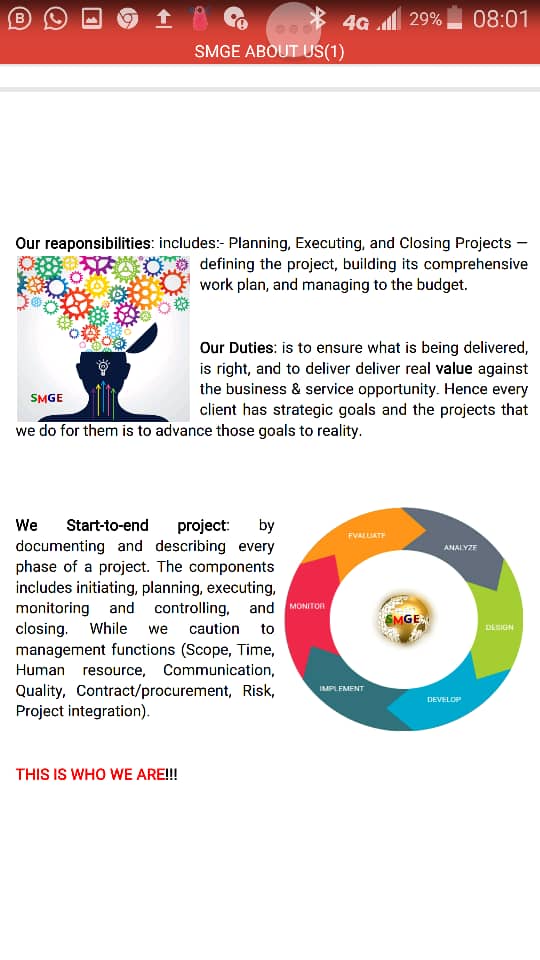 4G 29% 08:01
SMGE ABOUT US(1)
Our reaponsibilities: includes:- Planning, Executing, and Closing Projects –
defining the project, building its comprehensive
work plan, and managing to the budget.
Our Duties: is to ensure what is being delivered,
is right, and to deliver deliver real value against
the business & service opportunity. Hence every
client has strategic goals and the projects that
we do for them is to advance those goals to reality.
SMGE
We Start-to-end project: by
documenting and describing every
phase of a project. The components
includes initiating, planning, executing,
monitoring and controlling, and
closing. While we caution to
management functions (Scope, Time,
Human resource, Communication,
Quality, Contract/procurement, Risk,
Project integration).
EVALUATE
ANALYZE
DESIGN
DEVELOP
IMPLEMENT
MONITOR
SMGE
THIS IS WHO WE ARE!!!